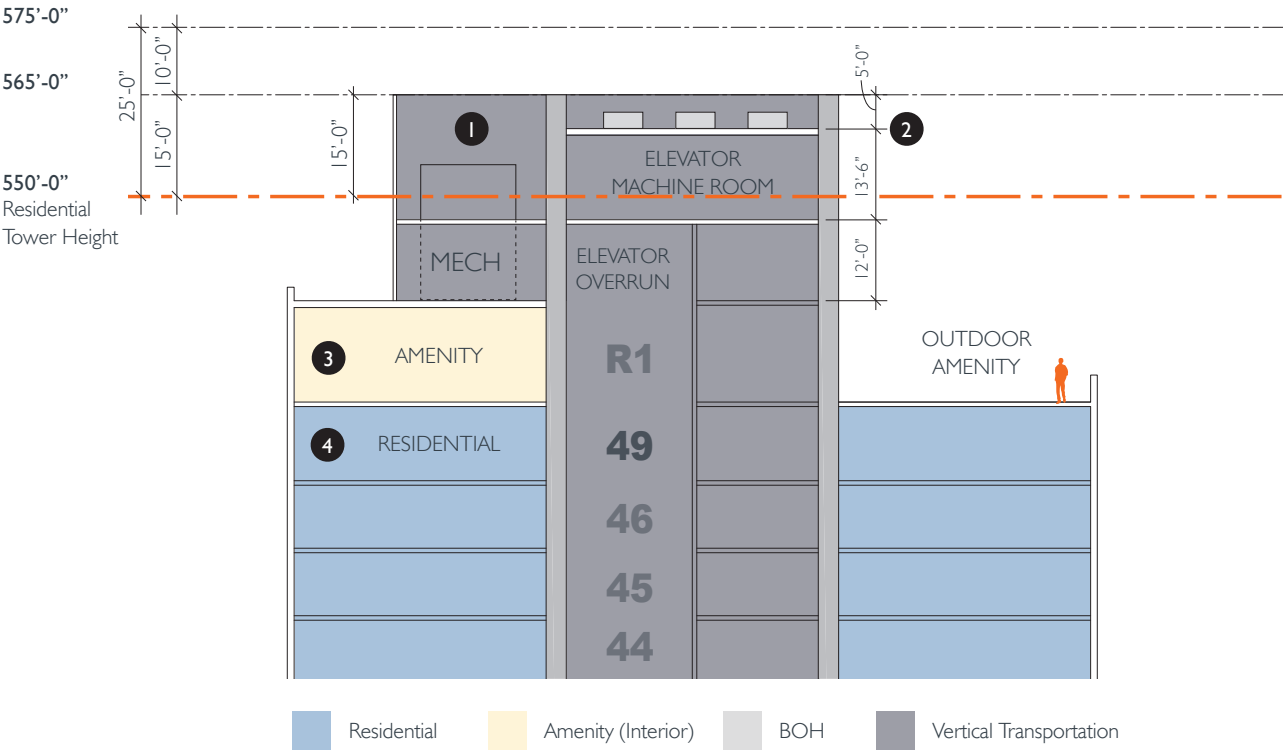 575'-0"
10'-0"
25'-0"
565'-0"
5'-0"
15'-0"
15'-0"
1
2
ELEVATOR
MACHINE ROOM
13'-6"
550'-0"
Residential
Tower Height
MECH
ELEVATOR
OVERRUN
12'-0"
3
AMENITY
R1
OUTDOOR
AMENITY
4
RESIDENTIAL
49
46
45
44
Residential
Amenity (Interior)
BOH
Vertical Transportation